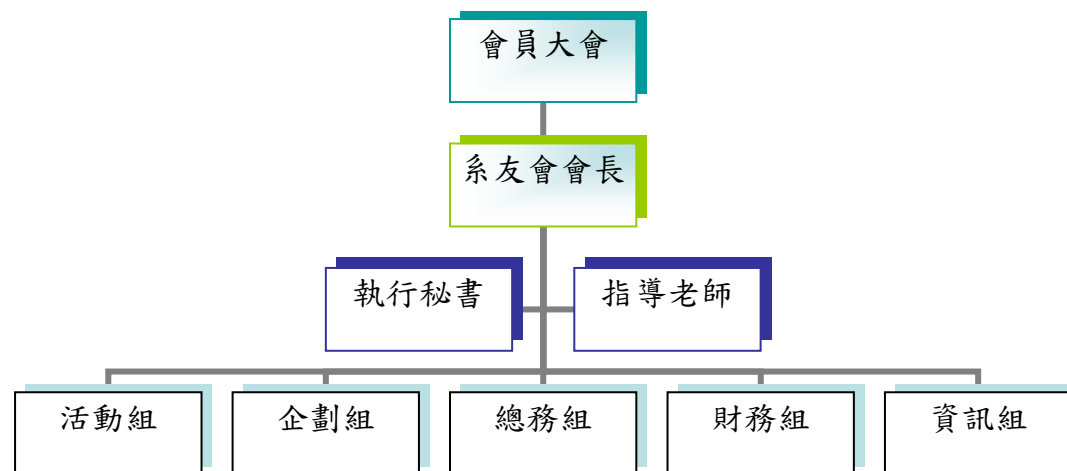 會員大會
系友會會長
執行秘書
指導老師
活動組
企劃組
總務組
財務組
資訊組